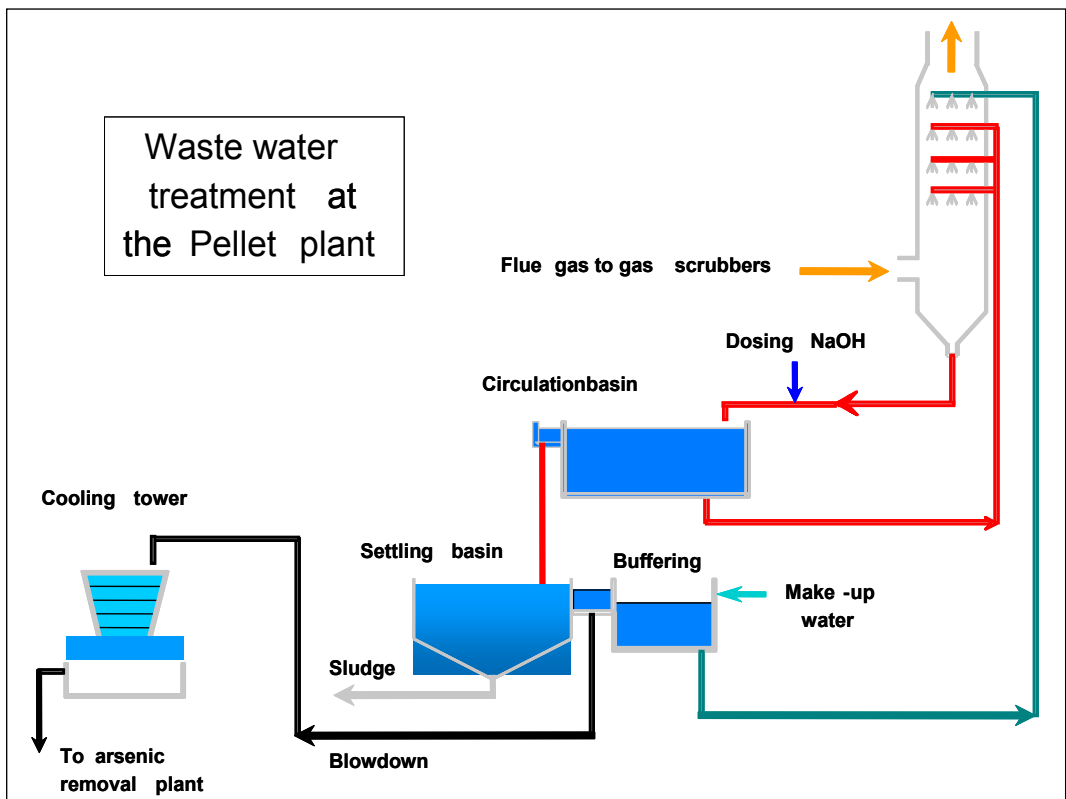 Waste water
treatment at
the Pellet plant
Flue gas to gas scrubbers
Dosing NaOH
Circulationbasin
Cooling tower
Settling basin
Buffering
Make -up
water
Sludge
Blowdown
To arsenic
removal plant